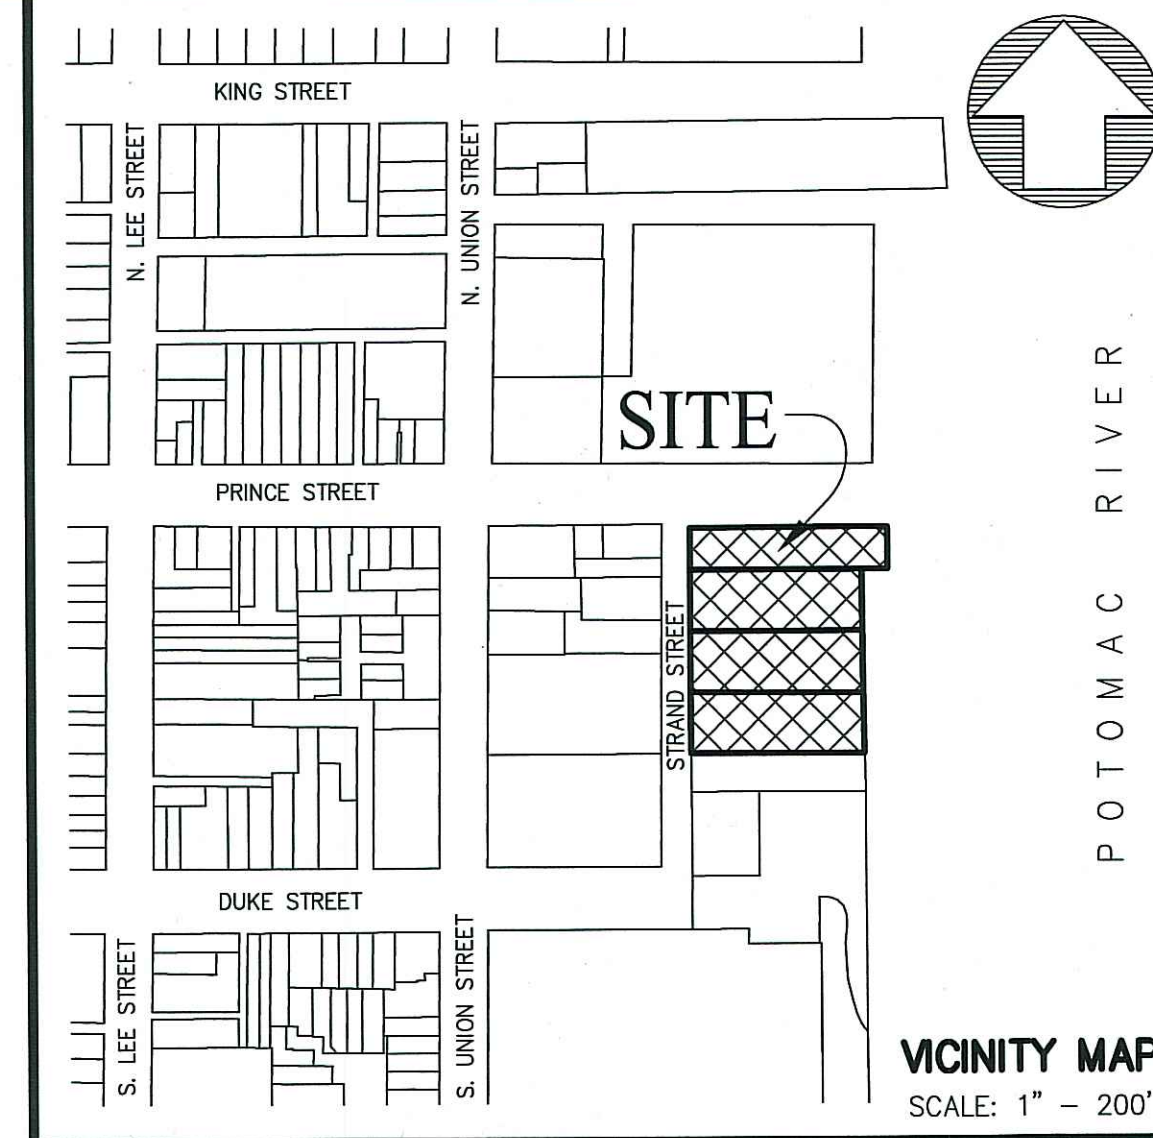 KING STREET
N. LEE STREET
N. UNION STREET
SITE
PRINCE STREET
STRAND STREET
POTOMAC RIVER
DUKE STREET
S. LEE STREET
S. UNION STREET
VICINITY MAP
SCALE: 1" – 200'